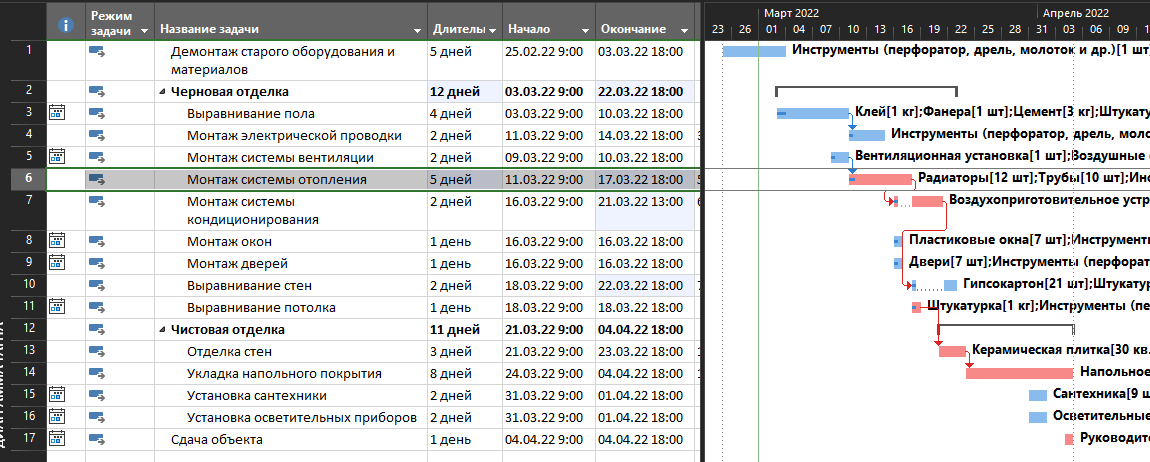 Режим задачи Название задачи Длителы Начало Окончание
Март 2022 Апрель 2022
23 26 01 04 07 10 13 16 19 22 25 28 31 03 06 09 12
1 Демонтаж старого оборудования и материалов 5 дней 25.02.22 9:00 03.03.22 18:00 Инструменты (перфоратор, дрель, молоток и др.)[1 шт
2 Черновая отделка 12 дней 03.03.22 9:00 22.03.22 18:00
3 Выравнивание пола 4 дней 03.03.22 9:00 10.03.22 18:00 Клей[1 кг];Фанера[1 шт];Цемент[3 кг];Штукату
4 Монтаж электрической проводки 2 дней 11.03.22 9:00 14.03.22 18:00 3 Инструменты (перфоратор, дрель, моло
5 Монтаж системы вентиляции 2 дней 09.03.22 9:00 10.03.22 18:00 Вентиляционная установка[1 шт];Воздушные
6 Монтаж системы отопления 5 дней 11.03.22 9:00 17.03.22 18:00 5 Радиаторы[12 шт];Трубы[10 шт];Инс
7 Монтаж системы кондиционирования 2 дней 16.03.22 9:00 21.03.22 13:00 6 Воздухоприготовительное устр
8 Монтаж окон 1 день 16.03.22 9:00 16.03.22 18:00 Пластиковые окна[7 шт];Инструмент
9 Монтаж дверей 1 день 16.03.22 9:00 16.03.22 18:00 Двери[7 шт];Инструменты (перфорат
10 Выравнивание стен 2 дней 18.03.22 9:00 22.03.22 18:00 7 Гипсокартон[21 шт];Штукатур
11 Выравнивание потолка 1 день 18.03.22 9:00 18.03.22 18:00 Штукатурка[1 кг];Инструменты (пе
12 Чистовая отделка 11 дней 21.03.22 9:00 04.04.22 18:00
13 Отделка стен 3 дней 21.03.22 9:00 23.03.22 18:00 1 Керамическая плитка[30 кв.
14 Укладка напольного покрытия 8 дней 24.03.22 9:00 04.04.22 18:00 1 Напольное
15 Установка сантехники 2 дней 31.03.22 9:00 01.04.22 18:00 Сантехника[9 ш
16 Установка осветительных приборов 2 дней 31.03.22 9:00 01.04.22 18:00 Осветительные
17 Сдача объекта 1 день 04.04.22 9:00 04.04.22 18:00 Руководите